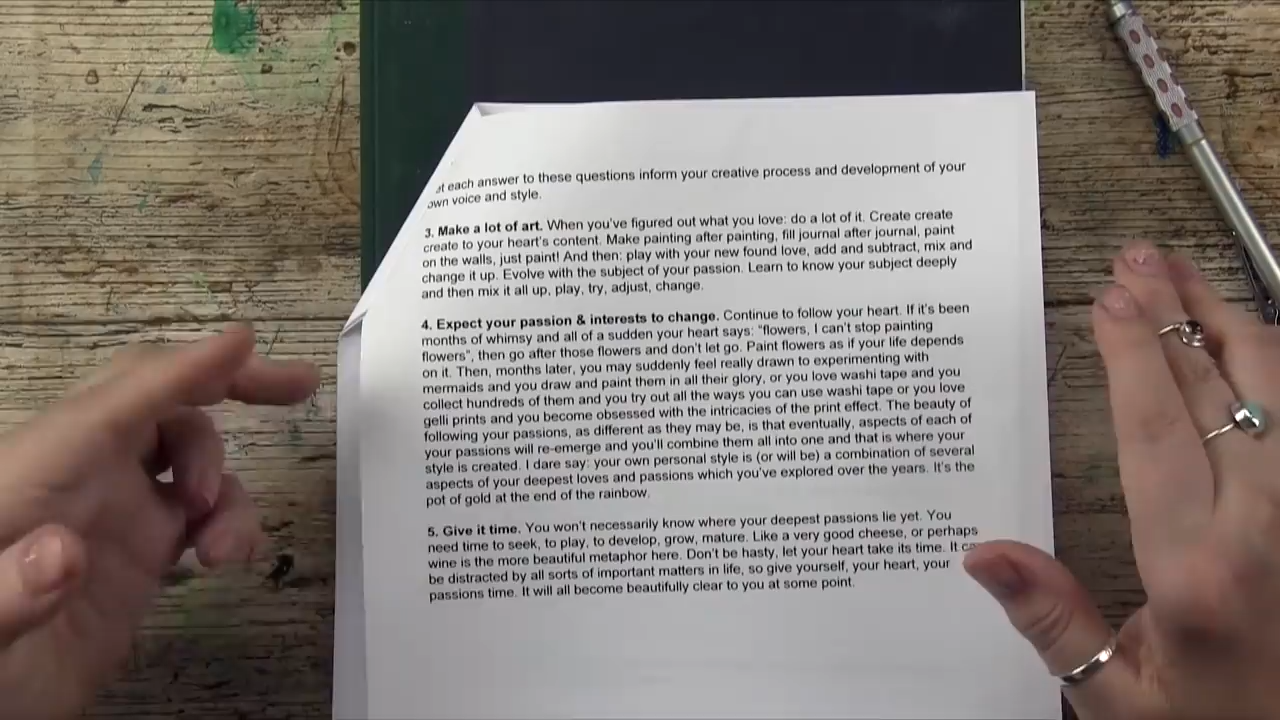 each answer to these questions inform your creative process and development of your
own voice and style.
3. Make a lot of art. When you've figured out what you love: do a lot of it. Create create
create to your heart's content. Make painting after painting, fill journal after journal, paint
on the walls, just paint! And then: play with your new found love, add and subtract, mix and
change it up. Evolve with the subject of your passion. Learn to know your subject deeply
and then mix it all up, play, try, adjust, change.
4. Expect your passion & interests to change. Continue to follow your heart. If it's been
months of whimsy and all of a sudden your heart says: "flowers, I can't stop painting
flowers", then go after those flowers and don't let go. Paint flowers as if your life depends
on it. Then, months later, you may suddenly feel really drawn to experimenting with
mermaids and you draw and paint them in all their glory, or you love washi tape and you
collect hundreds of them and you try out all the ways you can use washi tape or you love
gelli prints and you become obsessed with the intricacies of the print effect. The beauty of
following your passions, as different as they may be, is that eventually, aspects of each of
your passions will re-emerge and you'll combine them all into one and that is where your
style is created. I dare say: your own personal style is (or will be) a combination of several
aspects of your deepest loves and passions which you've explored over the years. It's the
pot of gold at the end of the rainbow.
5. Give it time. You won't necessarily know where your deepest passions lie yet. You
need time to seek, to play, to develop, grow, mature. Like a very good cheese, or perhaps
wine is the more beautiful metaphor here. Don't be hasty, let your heart take its time. It
be distracted by all sorts of important matters in life, so give yourself, your heart, your
passions time. It will all become beautifully clear to you at some point.